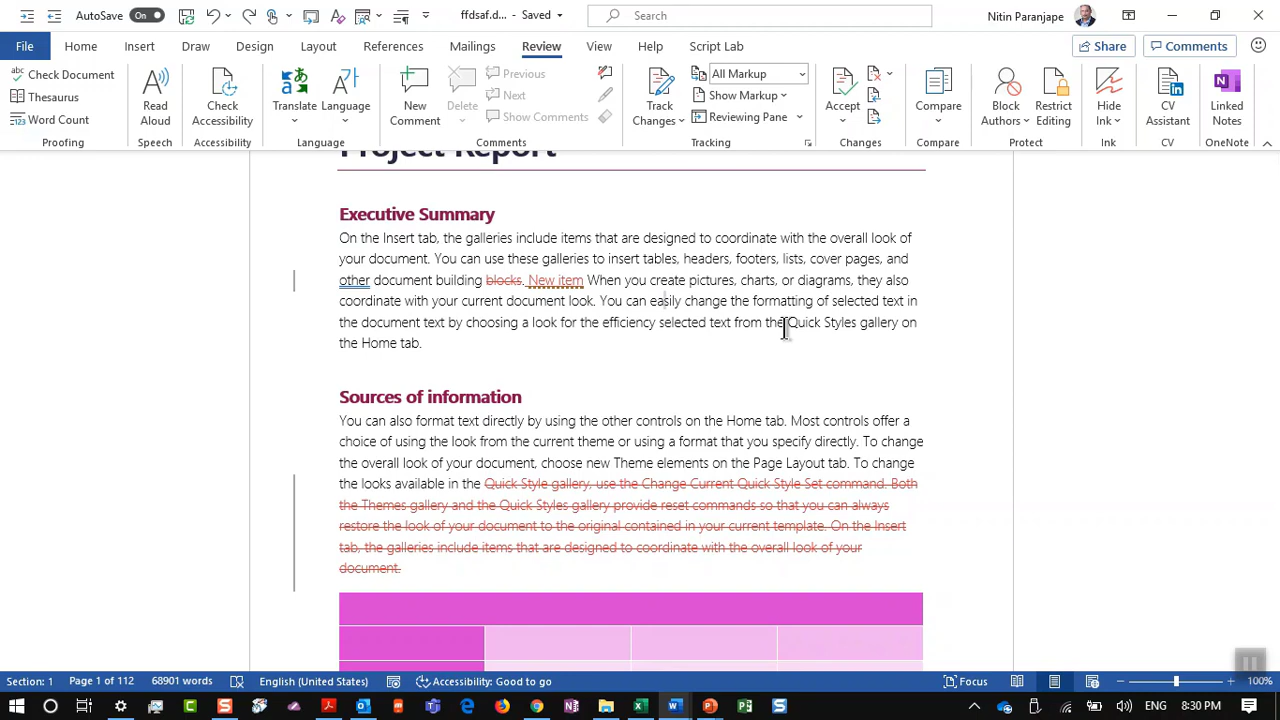 AutoSave On ffdsaf.d... - Saved Search Nitin Paranjape
File Home Insert Draw Design Layout References Mailings Review View Help Script Lab Share Comments
abc Check Document
Thesaurus
123 Word Count
Proofing
Read Aloud
Speech
Check Accessibility
Accessibility
Translate Language
Language
New Comment Delete Previous
Next
Show Comments
Comments
Track Changes All Markup
Show Markup
Reviewing Pane
Tracking
Accept
Changes
Compare
Compare
Block Authors Restrict Editing
Protect
Hide Ink
Ink
CV Assistant
CV
Linked Notes
OneNote
Project Report
Executive Summary
On the Insert tab, the galleries include items that are designed to coordinate with the overall look of
your document. You can use these galleries to insert tables, headers, footers, lists, cover pages, and
other document building blocks. New item When you create pictures, charts, or diagrams, they also
coordinate with your current document look. You can easily change the formatting of selected text in
the document text by choosing a look for the efficiency selected text from the Quick Styles gallery on
the Home tab.
Sources of information
You can also format text directly by using the other controls on the Home tab. Most controls offer a
choice of using the look from the current theme or using a format that you specify directly. To change
the overall look of your document, choose new Theme elements on the Page Layout tab. To change
the looks available in the Quick Style gallery, use the Change Current Quick Style Set command. Both
the Themes gallery and the Quick Styles gallery provide reset commands so that you can always
restore the look of your document to the original contained in your current template. On the Insert
tab, the galleries include items that are designed to coordinate with the overall look of your
document.
Section: 1 Page 1 of 112 68901 words English (United States) Accessibility: Good to go Focus 100%
ENG 8:30 PM